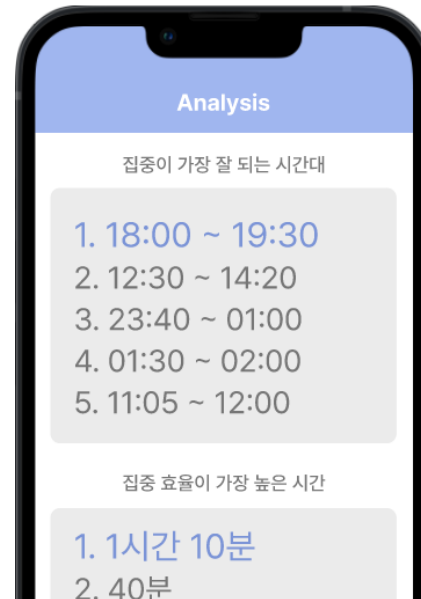 Analysis
집중이 가장 잘 되는 시간대
1. 18:00 ~ 19:30
2. 12:30 ~ 14:20
3. 23:40 ~ 01:00
4. 01:30 ~ 02:00
5. 11:05 ~ 12:00
집중 효율이 가장 높은 시간
1. 1시간 10분
2. 40분